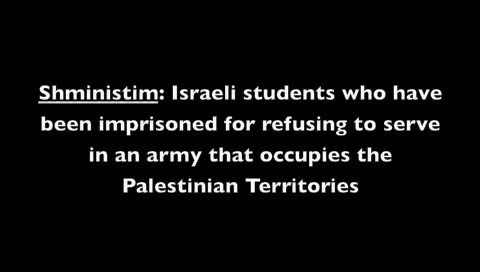 Shministim: Israeli students who have
been imprisoned for refusing to serve
in an army that occupies the
Palestinian Territories